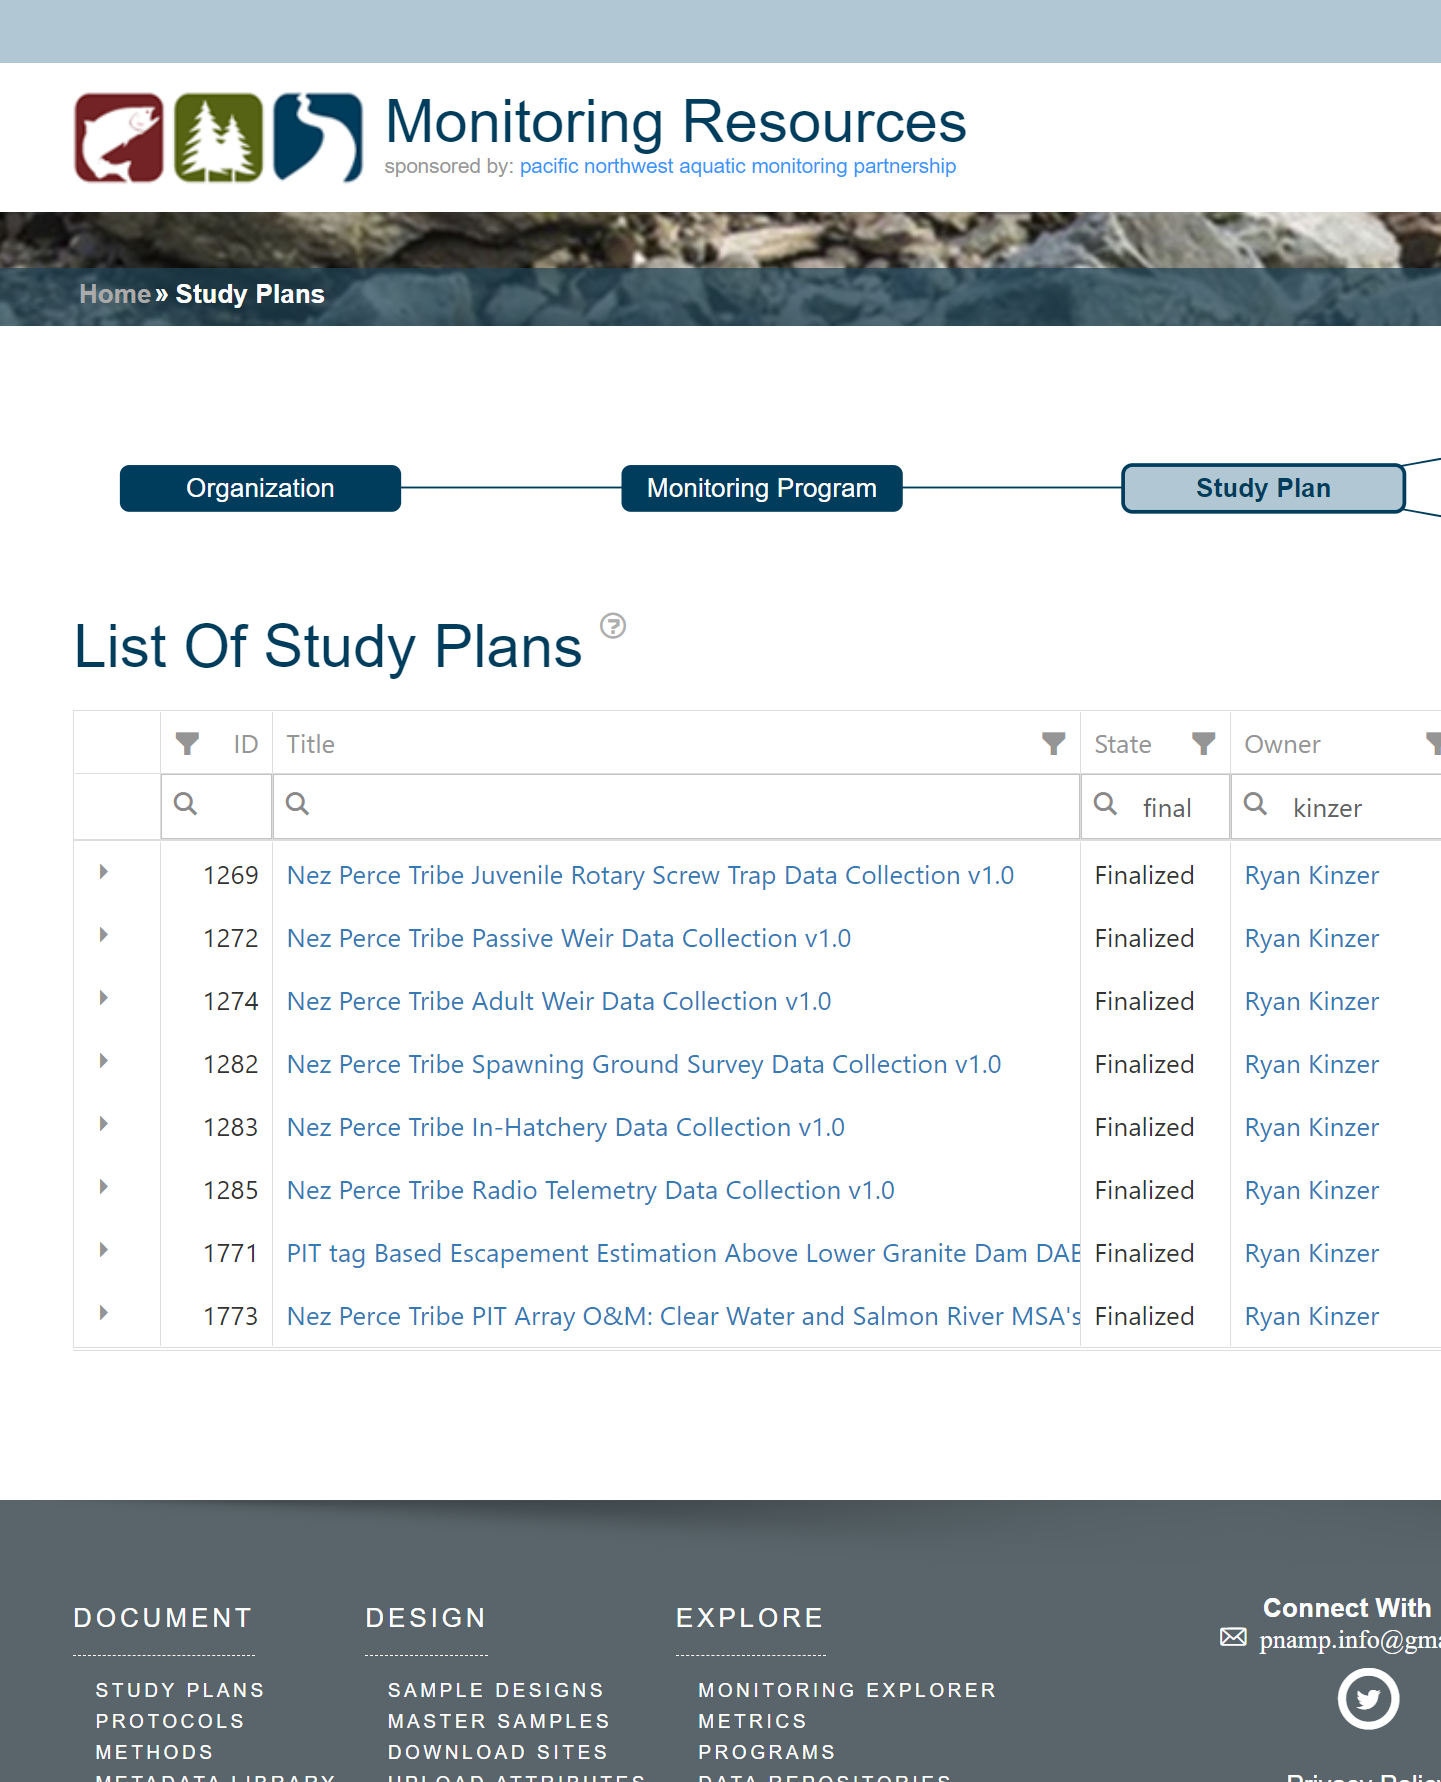 Monitoring Resources
sponsored by: pacific northwest aquatic monitoring partnership
Home » Study Plans
Organization Monitoring Program Study Plan
List Of Study Plans ?
ID Title State Owner
final kinzer
1269 Nez Perce Tribe Juvenile Rotary Screw Trap Data Collection v1.0 Finalized Ryan Kinzer
1272 Nez Perce Tribe Passive Weir Data Collection v1.0 Finalized Ryan Kinzer
1274 Nez Perce Tribe Adult Weir Data Collection v1.0 Finalized Ryan Kinzer
1282 Nez Perce Tribe Spawning Ground Survey Data Collection v1.0 Finalized Ryan Kinzer
1283 Nez Perce Tribe In-Hatchery Data Collection v1.0 Finalized Ryan Kinzer
1285 Nez Perce Tribe Radio Telemetry Data Collection v1.0 Finalized Ryan Kinzer
1771 PIT tag Based Escapement Estimation Above Lower Granite Dam Finalized Ryan Kinzer
1773 Nez Perce Tribe PIT Array O&M: Clear Water and Salmon River MSA's Finalized Ryan Kinzer
DOCUMENT DESIGN EXPLORE Connect With
pnamp.info@gma
STUDY PLANS SAMPLE DESIGNS MONITORING EXPLORER
PROTOCOLS MASTER SAMPLES METRICS
METHODS DOWNLOAD SITES PROGRAMS
METADATA LIBRARY UPLOAD ATTRIBUTES DATA REPOSITORIES Privacy